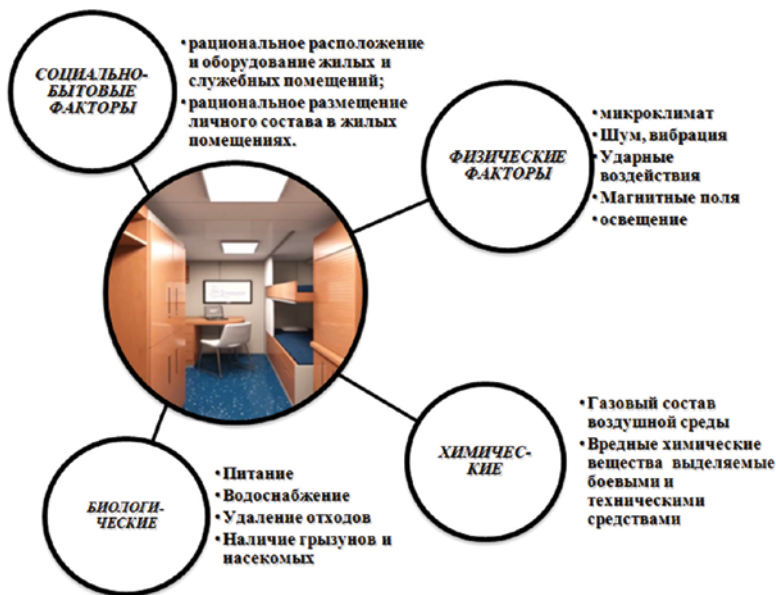 СОЦИАЛЬНО-
БЫТОВЫЕ
ФАКТОРЫ
• рациональное расположение
и оборудование жилых и
служебных помещений;
• рациональное размещение
личного состава в жилых
помещениях.
ФИЗИЧЕСКИЕ
ФАКТОРЫ
• микроклимат
• Шум, вибрация
• Ударные
воздействия
• Магнитные поля
• освещение
ХИМИЧЕС-
КИЕ
• Газовый состав
воздушной среды
• Вредные химические
вещества выделяемые
боевыми и
техническими
средствами
БИОЛОГИ-
ЧЕСКИЕ
• Питание
• Водоснабжение
• Удаление отходов
• Наличие грызунов и
насекомых